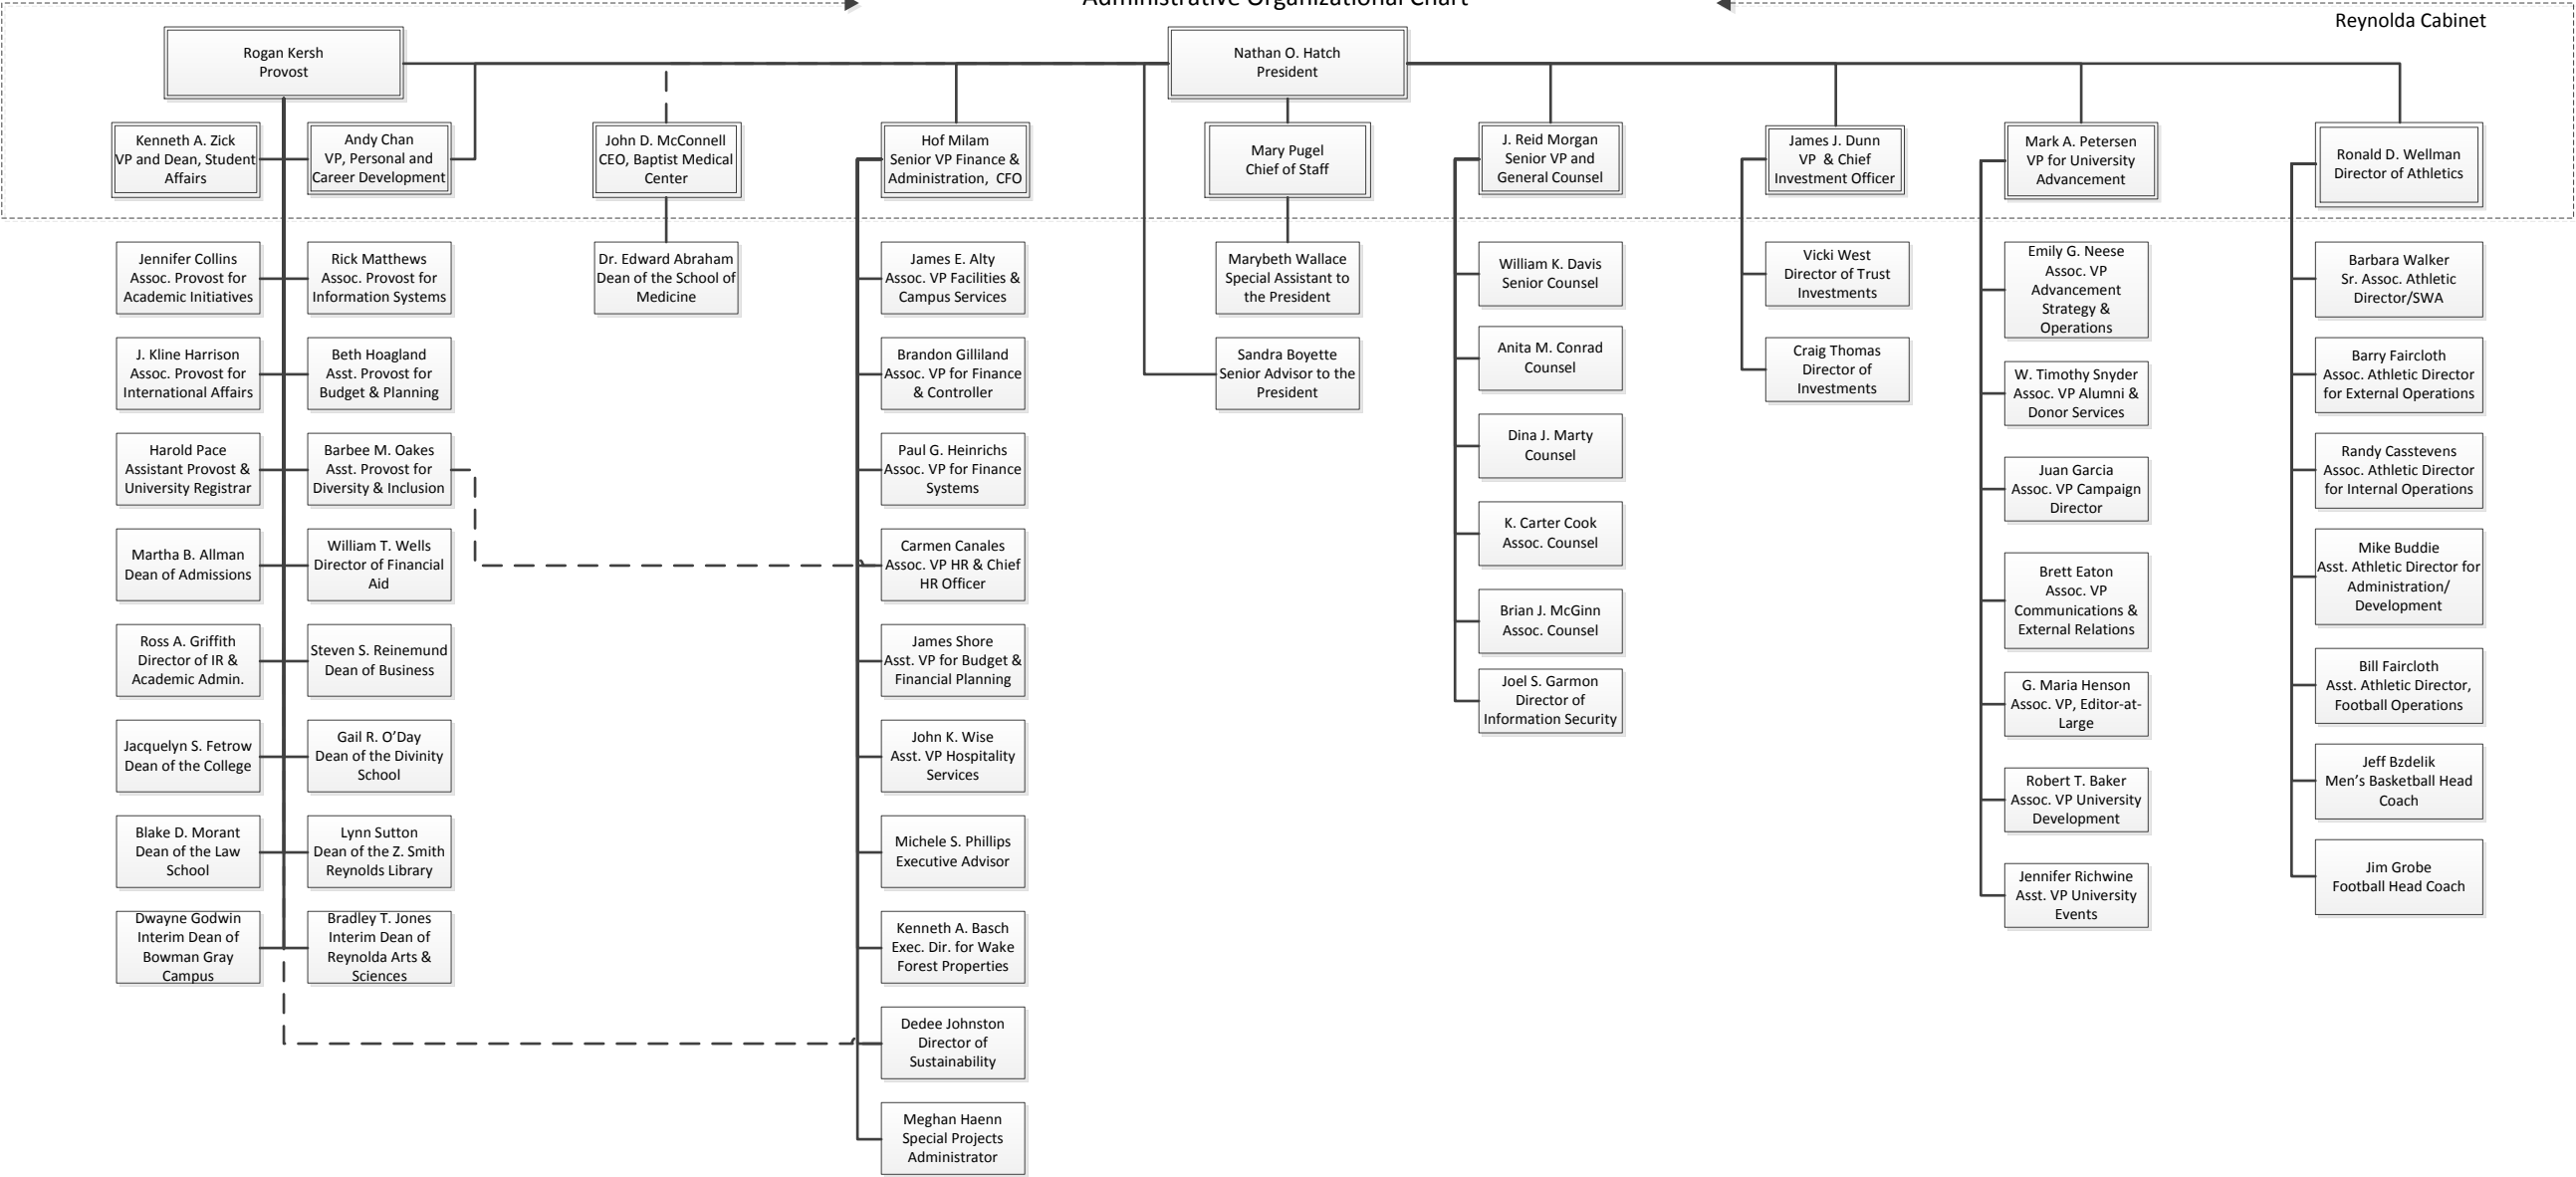 Administrative Organizational Chart
Reynolda Cabinet
Rogan Kersh
Provost
Nathan O. Hatch
President
Kenneth A. Zick
VP and Dean, Student
Affairs
Andy Chan
VP, Personal and
Career Development
John D. McConnell
CEO, Baptist Medical
Center
Hof Milam
Senior VP Finance &
Administration,  CFO
Mary Pugel
Chief of Staff
J. Reid Morgan
Senior VP and
General Counsel
James J. Dunn
VP  & Chief
Investment Officer
Mark A. Petersen
VP for University
Advancement
Ronald D. Wellman
Director of Athletics
Jennifer Collins
Assoc. Provost for
Academic Initiatives
Rick Matthews
Assoc. Provost for
Information Systems
J. Kline Harrison
Assoc. Provost for
International Affairs
Beth Hoagland
Asst. Provost for
Budget & Planning
Harold Pace
Assistant Provost &
University Registrar
Barbee M. Oakes
Asst. Provost for
Diversity & Inclusion
Martha B. Allman
Dean of Admissions
William T. Wells
Director of Financial
Aid
Ross A. Griffith
Director of IR &
Academic Admin.
Steven S. Reinemund
Dean of Business
Jacquelyn S. Fetrow
Dean of the College
Gail R. O’Day
Dean of the Divinity
School
Blake D. Morant
Dean of the Law
School
Lynn Sutton
Dean of the Z. Smith
Reynolds Library
Dwayne Godwin
Interim Dean of
Bowman Gray
Campus
Bradley T. Jones
Interim Dean of
Reynolda Arts &
Sciences
Dr. Edward Abraham
Dean of the School of
Medicine
James E. Alty
Assoc. VP Facilities &
Campus Services
Brandon Gilliland
Assoc. VP for Finance
& Controller
Paul G. Heinrichs
Assoc. VP for Finance
Systems
Carmen Canales
Assoc. VP HR & Chief
HR Officer
James Shore
Asst. VP for Budget &
Financial Planning
John K. Wise
Asst. VP Hospitality
Services
Michele S. Phillips
Executive Advisor
Kenneth A. Basch
Exec. Dir. for Wake
Forest Properties
Dedee Johnston
Director of
Sustainability
Meghan Haenn
Special Projects
Administrator
Marybeth Wallace
Special Assistant to
the President
Sandra Boyette
Senior Advisor to the
President
William K. Davis
Senior Counsel
Anita M. Conrad
Counsel
Dina J. Marty
Counsel
K. Carter Cook
Assoc. Counsel
Brian J. McGinn
Assoc. Counsel
Joel S. Garmon
Director of
Information Security
Vicki West
Director of Trust
Investments
Craig Thomas
Director of
Investments
Emily G. Neese
Assoc. VP
Advancement
Strategy &
Operations
W. Timothy Snyder
Assoc. VP Alumni &
Donor Services
Juan Garcia
Assoc. VP Campaign
Director
Brett Eaton
Assoc. VP
Communications &
External Relations
G. Maria Henson
Assoc. VP, Editor-at-
Large
Robert T. Baker
Assoc. VP University
Development
Jennifer Richwine
Asst. VP University
Events
Barbara Walker
Sr. Assoc. Athletic
Director/SWA
Barry Faircloth
Assoc. Athletic Director
for External Operations
Randy Casstevens
Assoc. Athletic Director
for Internal Operations
Mike Buddie
Asst. Athletic Director for
Administration/
Development
Bill Faircloth
Asst. Athletic Director,
Football Operations
Jeff Bzdelik
Men’s Basketball Head
Coach
Jim Grobe
Football Head Coach